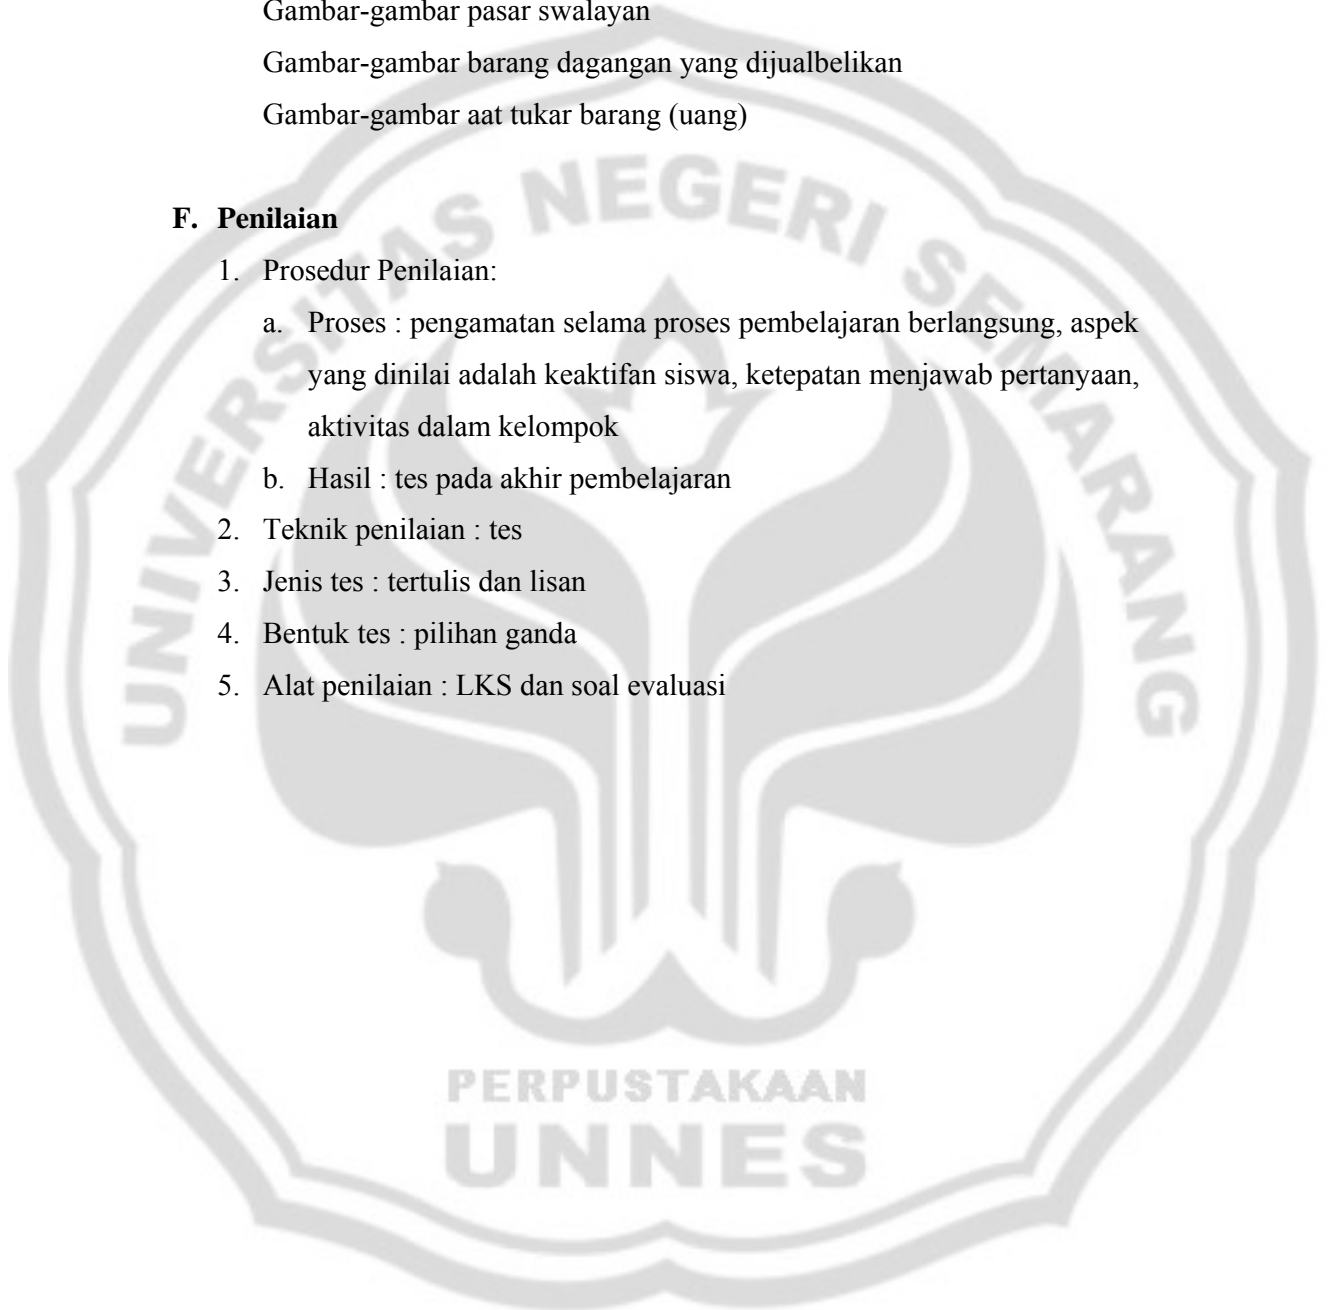 Gambar-gambar pasar swalayan
Gambar-gambar barang dagangan yang dijualbelikan
Gambar-gambar aat tukar barang (uang)
F. Penilaian
1. Prosedur Penilaian:
a. Proses : pengamatan selama proses pembelajaran berlangsung, aspek
yang dinilai adalah keaktifan siswa, ketepatan menjawab pertanyaan,
aktivitas dalam kelompok
b. Hasil : tes pada akhir pembelajaran
2. Teknik penilaian : tes
3. Jenis tes : tertulis dan lisan
4. Bentuk tes : pilihan ganda
5. Alat penilaian : LKS dan soal evaluasi
UNIVERSITAS NEGERI SEMARANG
PERPUSTAKAAN
UNNES